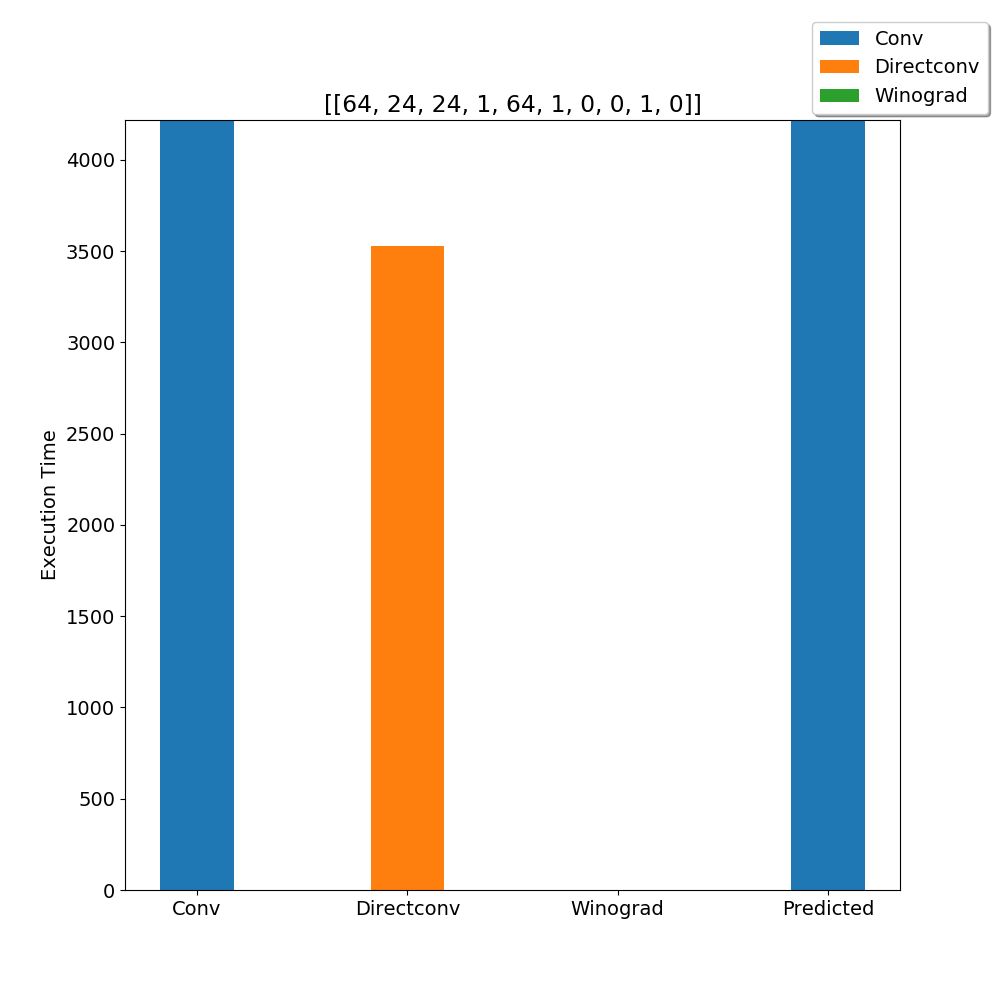 Conv
Directconv
Winograd
[[64, 24, 24, 1, 64, 1, 0, 0, 1, 0]]
4000
3500
3000
2500
2000
1500
1000
500
0
Execution Time
Conv Directconv Winograd Predicted